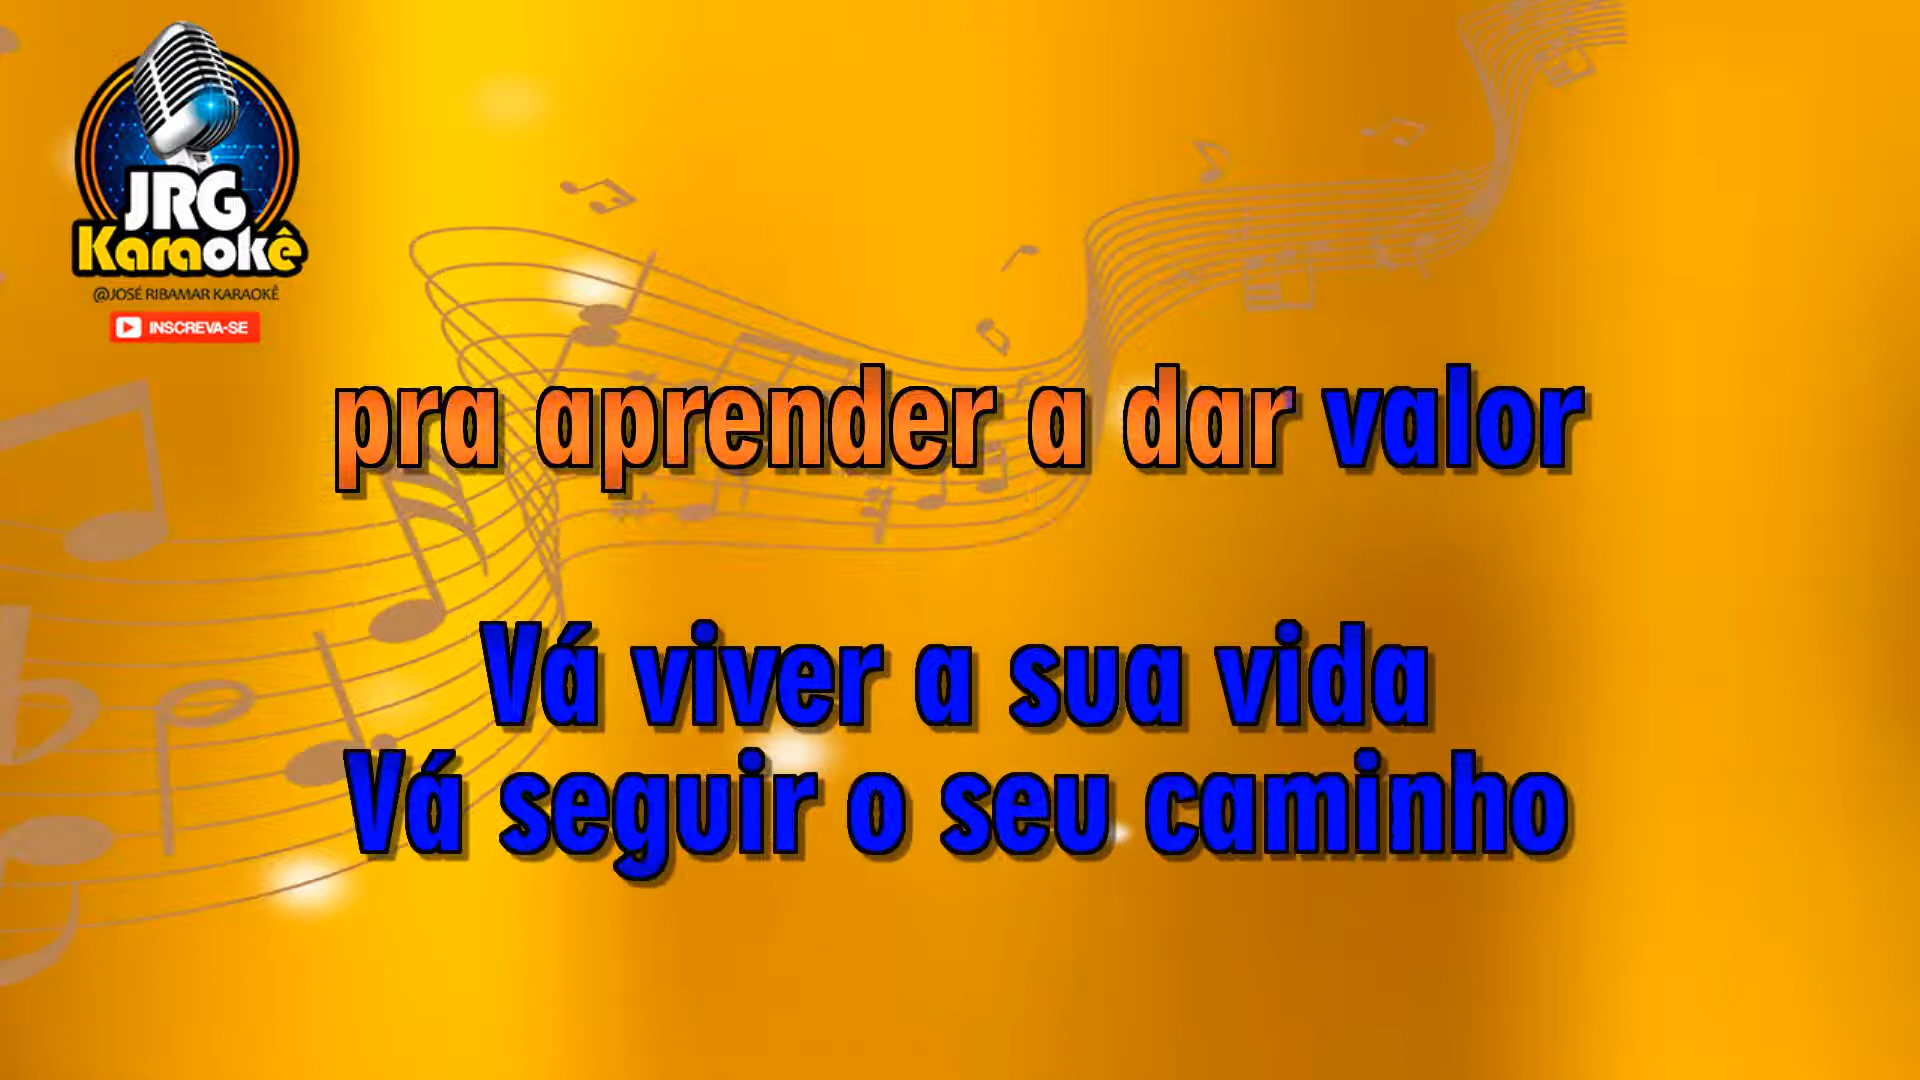 JRG
Karaokê
@JOSÉ RIBAMAR KARAOKÊ
INSCREVA-SE
pra aprender a dar valor
Vá viver a sua vida
Vá seguir o seu caminho